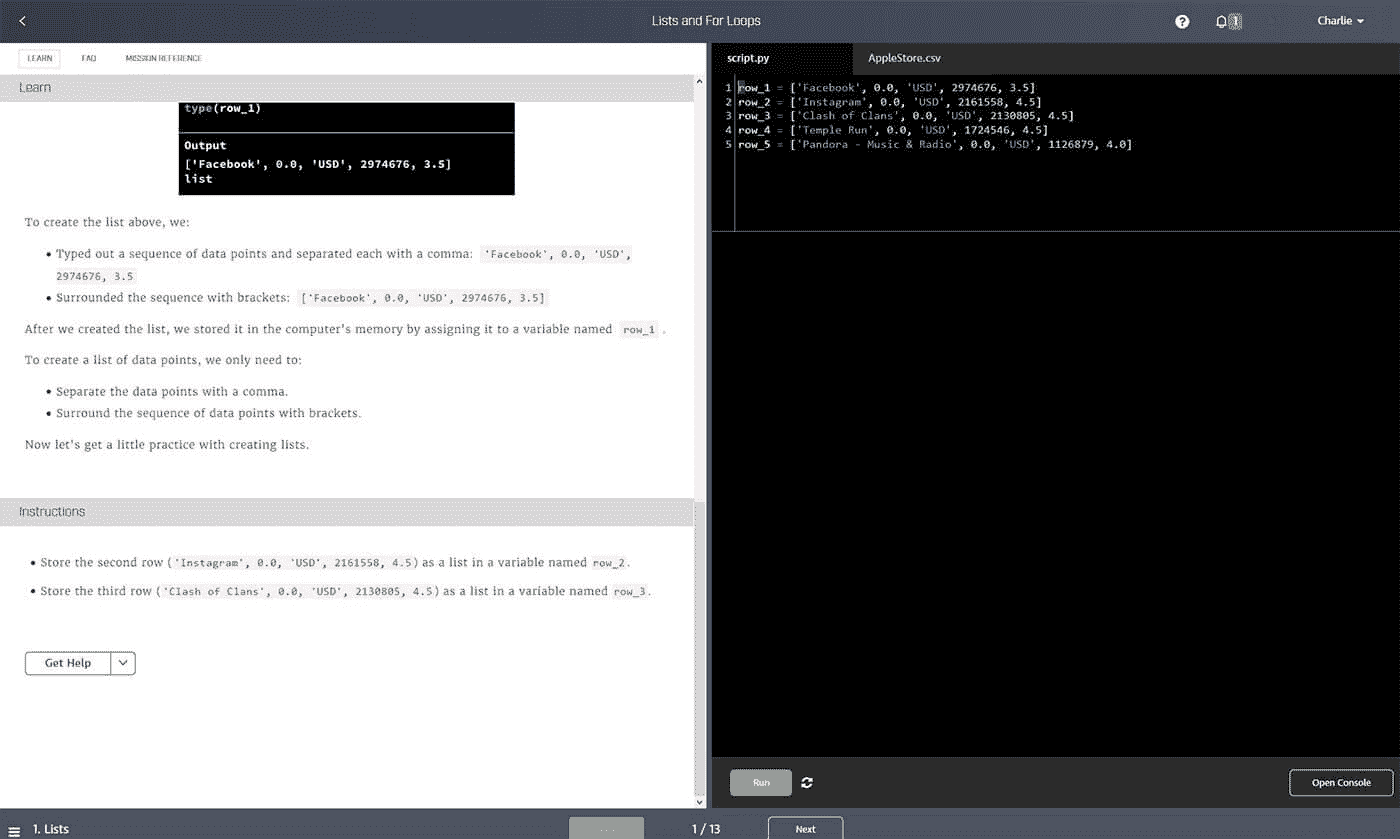 Lists and For Loops
1
Charlie
LEARN FAQ MISSION REFERENCE
Learn
type(row_1)
Output
['Facebook', 0.0, 'USD', 2974676, 3.5]
list
To create the list above, we:
• Typed out a sequence of data points and separated each with a comma: 'Facebook', 0.0, 'USD',
2974676, 3.5
• Surrounded the sequence with brackets: ['Facebook', 0.0, 'USD', 2974676, 3.5]
After we created the list, we stored it in the computer's memory by assigning it to a variable named row_1 .
To create a list of data points, we only need to:
• Separate the data points with a comma.
• Surround the sequence of data points with brackets.
Now let's get a little practice with creating lists.
Instructions
• Store the second row ('Instagram', 0.0, 'USD', 2161558, 4.5) as a list in a variable named row_2.
• Store the third row ('Clash of Clans', 0.0, 'USD', 2130805, 4.5) as a list in a variable named row_3.
Get Help
script.py AppleStore.csv
1 row_1 = ['Facebook', 0.0, 'USD', 2974676, 3.5]
2 row_2 = ['Instagram', 0.0, 'USD', 2161558, 4.5]
3 row_3 = ['Clash of Clans', 0.0, 'USD', 2130805, 4.5]
4 row_4 = ['Temple Run', 0.0, 'USD', 1724546, 4.5]
5 row_5 = ['Pandora - Music & Radio', 0.0, 'USD', 1126879, 4.0]
Run
Open Console
1. Lists
1 / 13
Next